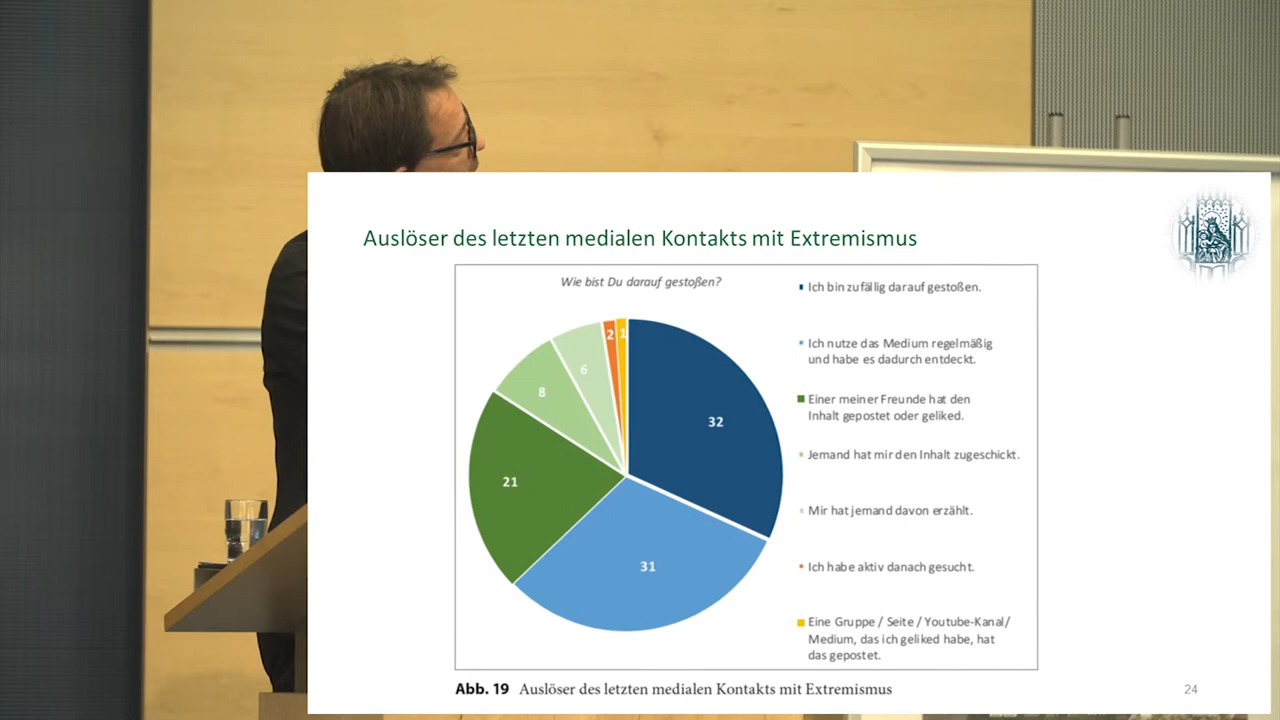 Auslöser des letzten medialen Kontakts mit Extremismus
Wie bist Du darauf gestoßen?
32
31
21
8
6
2
1
Ich bin zufällig darauf gestoßen.
Ich nutze das Medium regelmäßig
und habe es dadurch entdeckt.
Einer meiner Freunde hat den
Inhalt gepostet oder geliked.
Jemand hat mir den Inhalt zugeschickt.
Mir hat jemand davon erzählt.
Ich habe aktiv danach gesucht.
Eine Gruppe / Seite / Youtube-Kanal/
Medium, das ich geliked habe, hat
das gepostet.
Abb. 19 Auslöser des letzten medialen Kontakts mit Extremismus
24